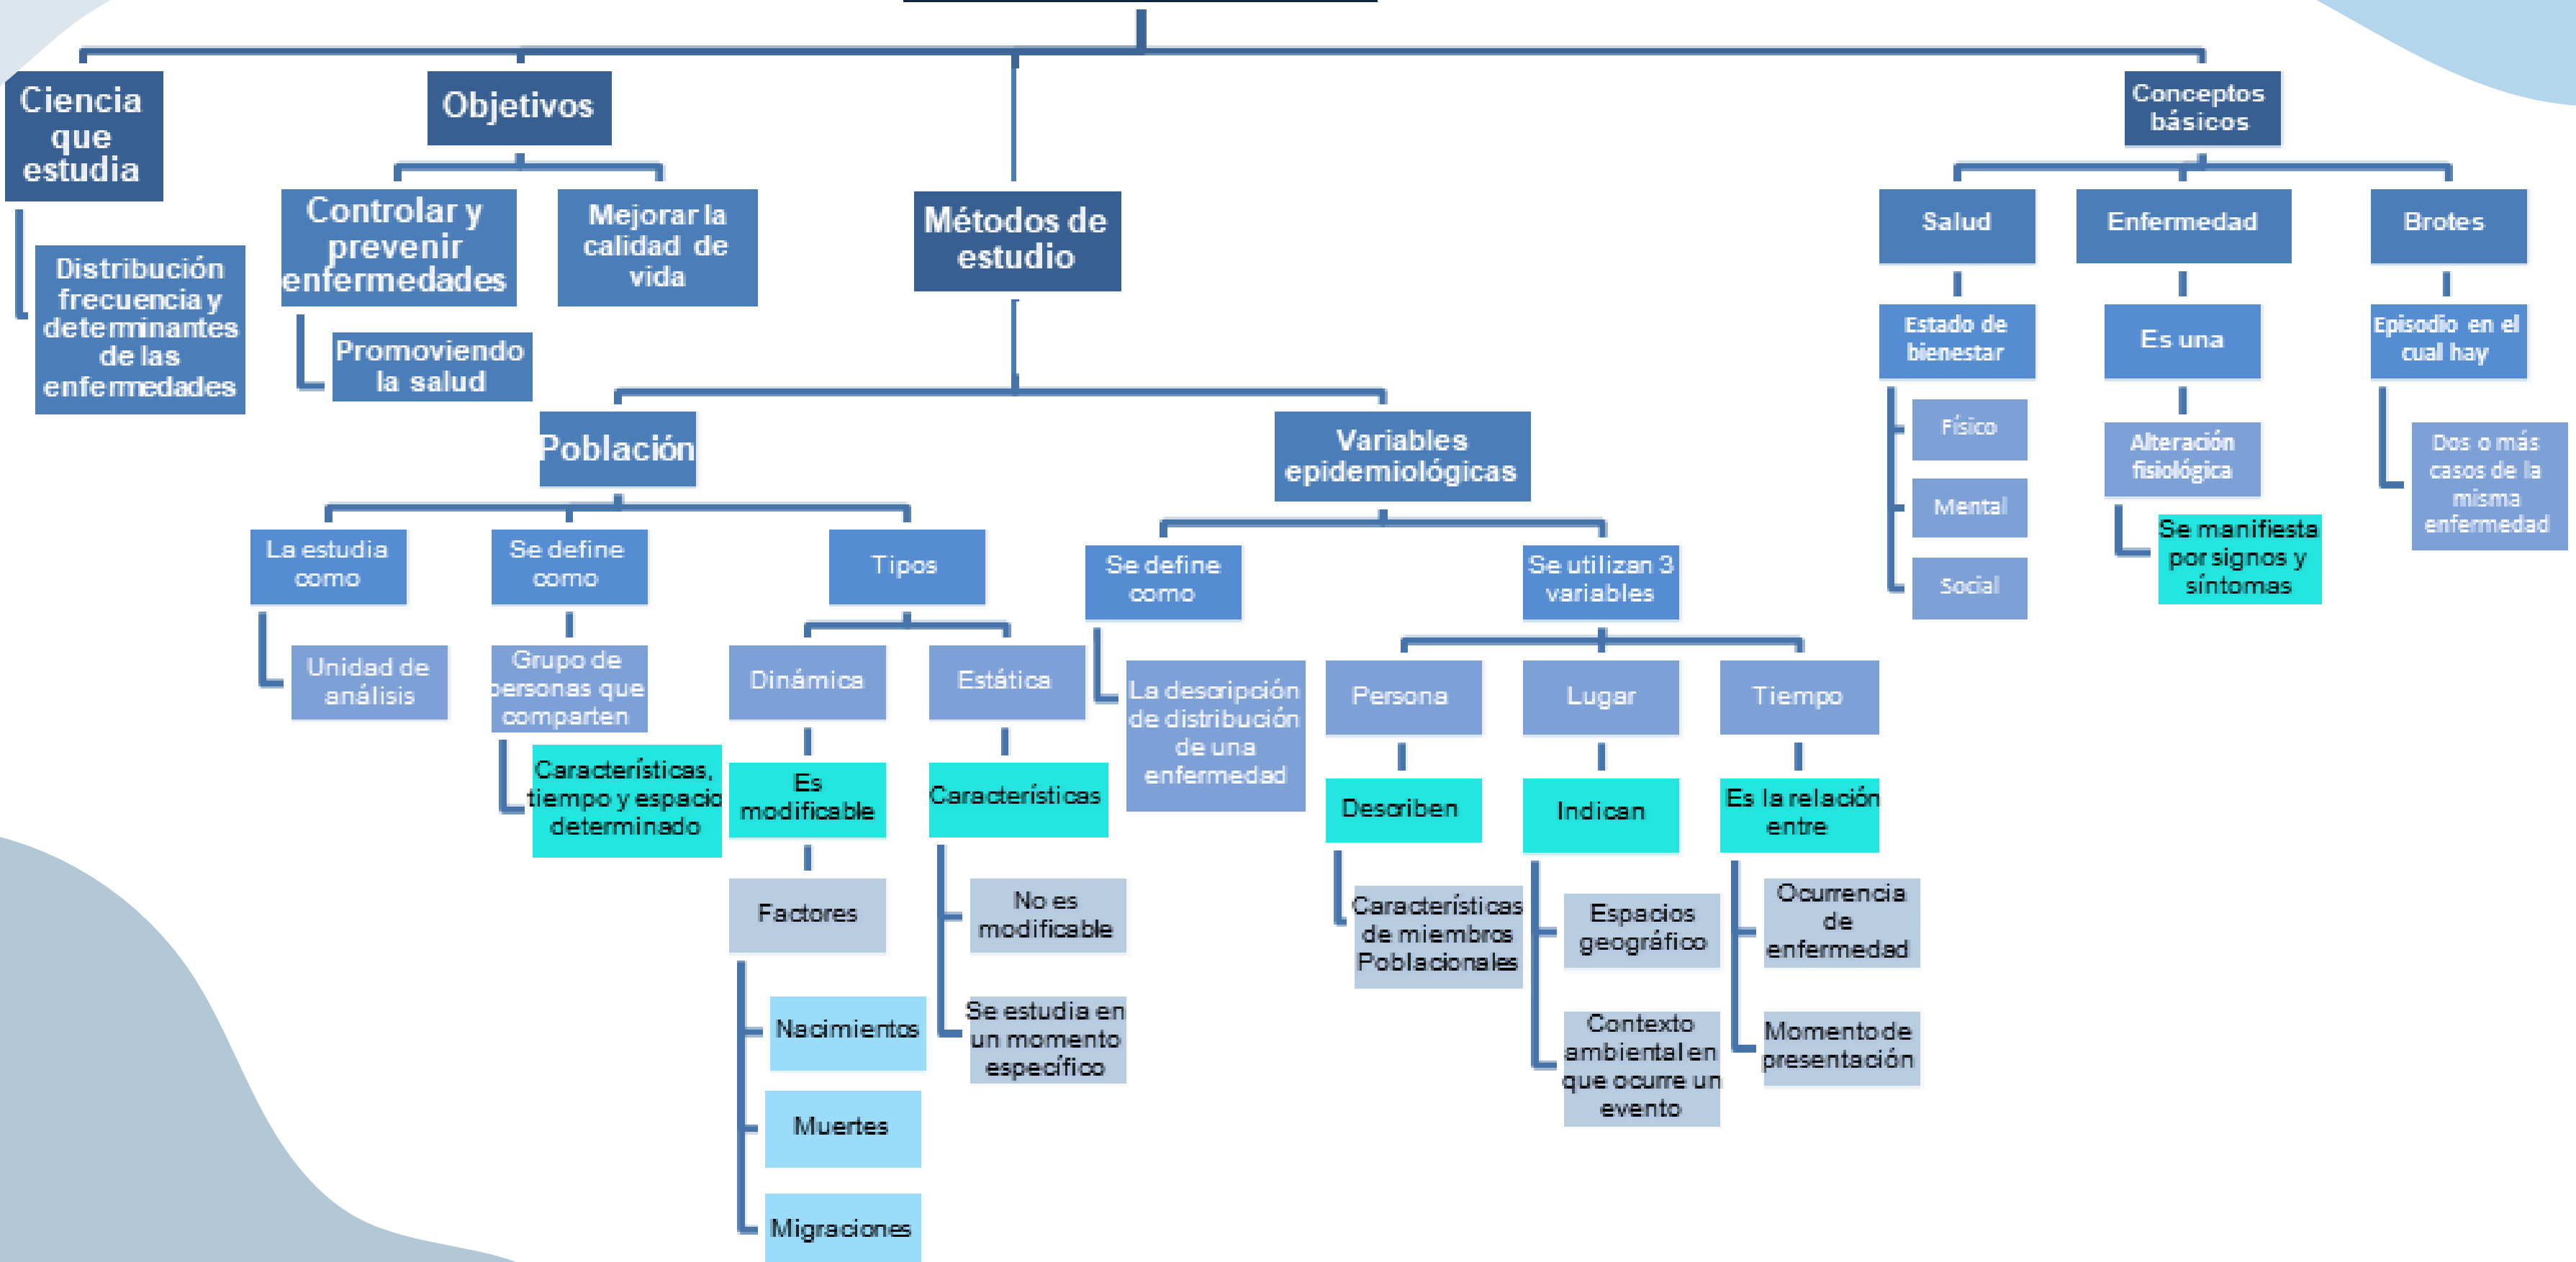 Ciencia
que
estudia
Distribución
frecuencia y
determinantes
de las
enfermedades
Objetivos
Controlar y
prevenir
enfermedades
Promoviendo
la salud
Mejorar la
calidad de
vida
Métodos de
estudio
Población
La estudia
como
Unidad de
análisis
Se define
como
Grupo de
personas que
comparten
Características,
tiempo y espacio
determinado
Tipos
Dinámica
Es
modificable
Factores
Nacimientos
Muertes
Migraciones
Estática
Características
No es
modificable
Se estudia en
un momento
específico
Variables
epidemiológicas
Se define
como
La descripción
de distribución
de una
enfermedad
Se utilizan 3
variables
Persona
Describen
Características
de miembros
Poblacionales
Lugar
Indican
Espacios
geográfico
Contexto
ambiental en
que ocurre un
evento
Tiempo
Es la relación
entre
Ocurrencia
de
enfermedad
Momento de
presentación
Conceptos
básicos
Salud
Estado de
bienestar
Físico
Mental
Social
Enfermedad
Es una
Alteración
fisiológica
Se manifiesta
por signos y
síntomas
Brotes
Episodio en el
cual hay
Dos o más
casos de la
misma
enfermedad